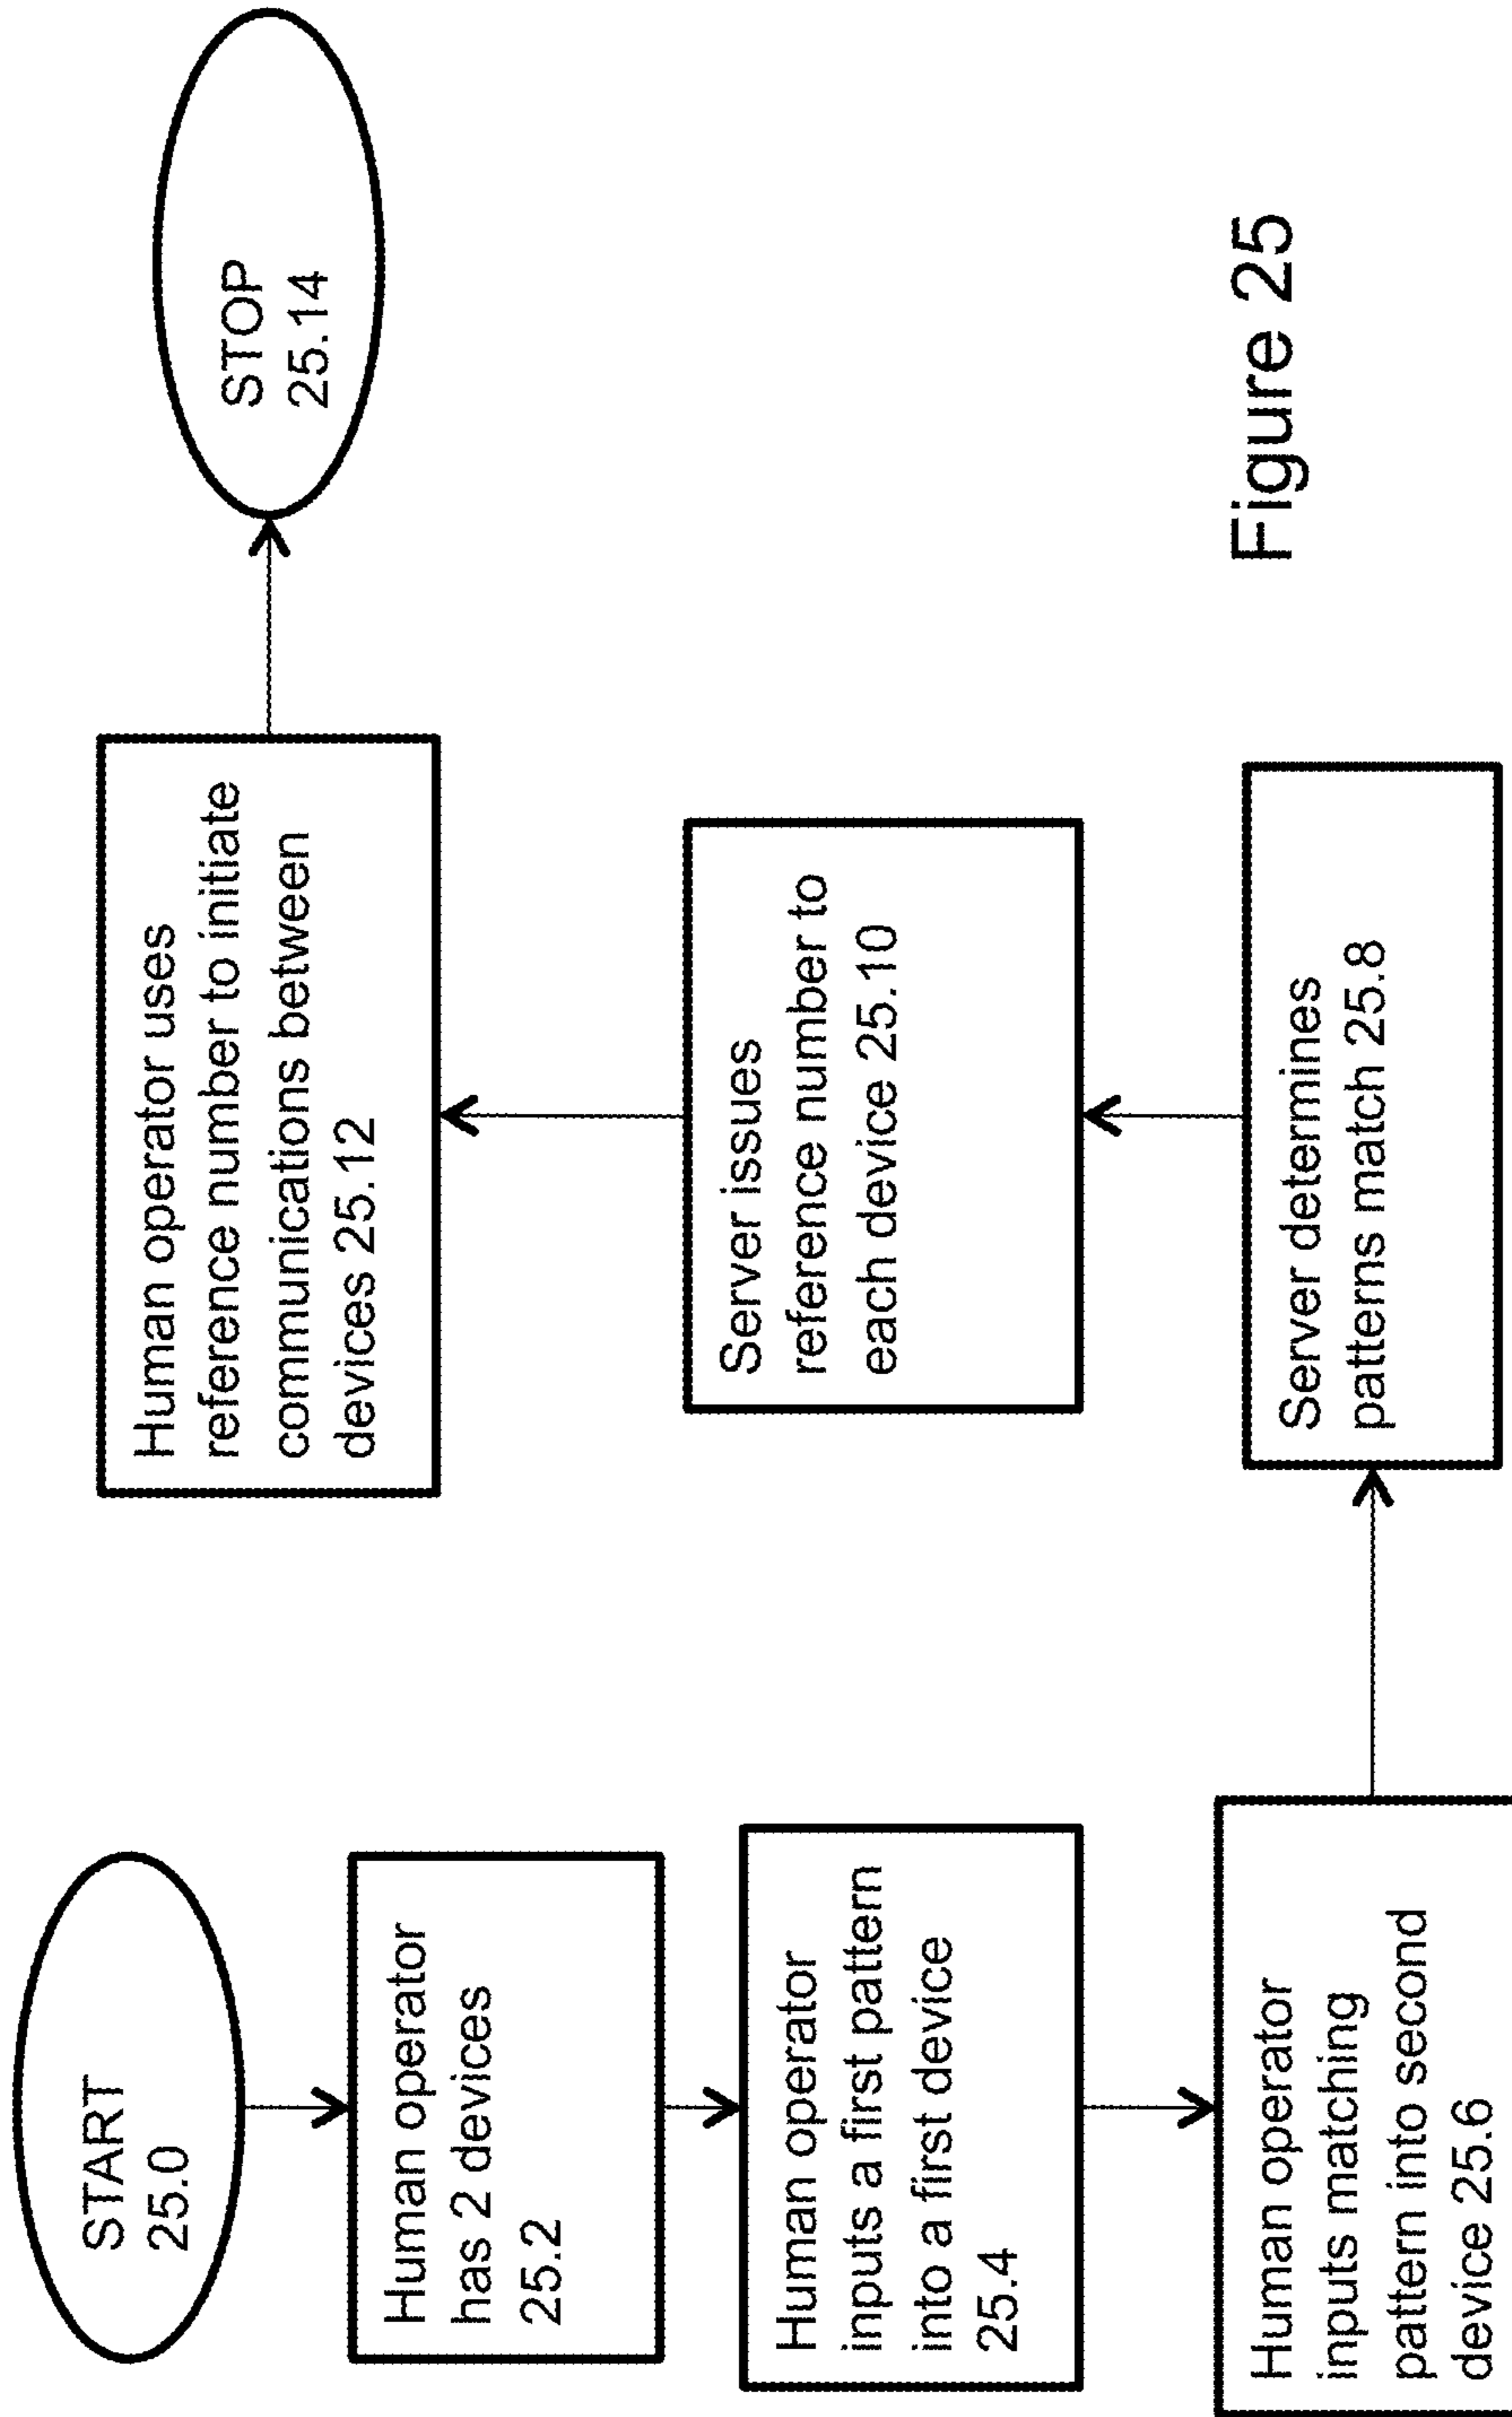 START
25.0
Human operator
has 2 devices
25.2
Human operator
inputs a first pattern
into a first device
25.4
Human operator
inputs matching
pattern into second
device 25.6
Server determines
patterns match 25.8
Server issues
reference number to
each device 25.10
Human operator uses
reference number to initiate
communications between
devices 25.12
STOP
25.14
Figure 25